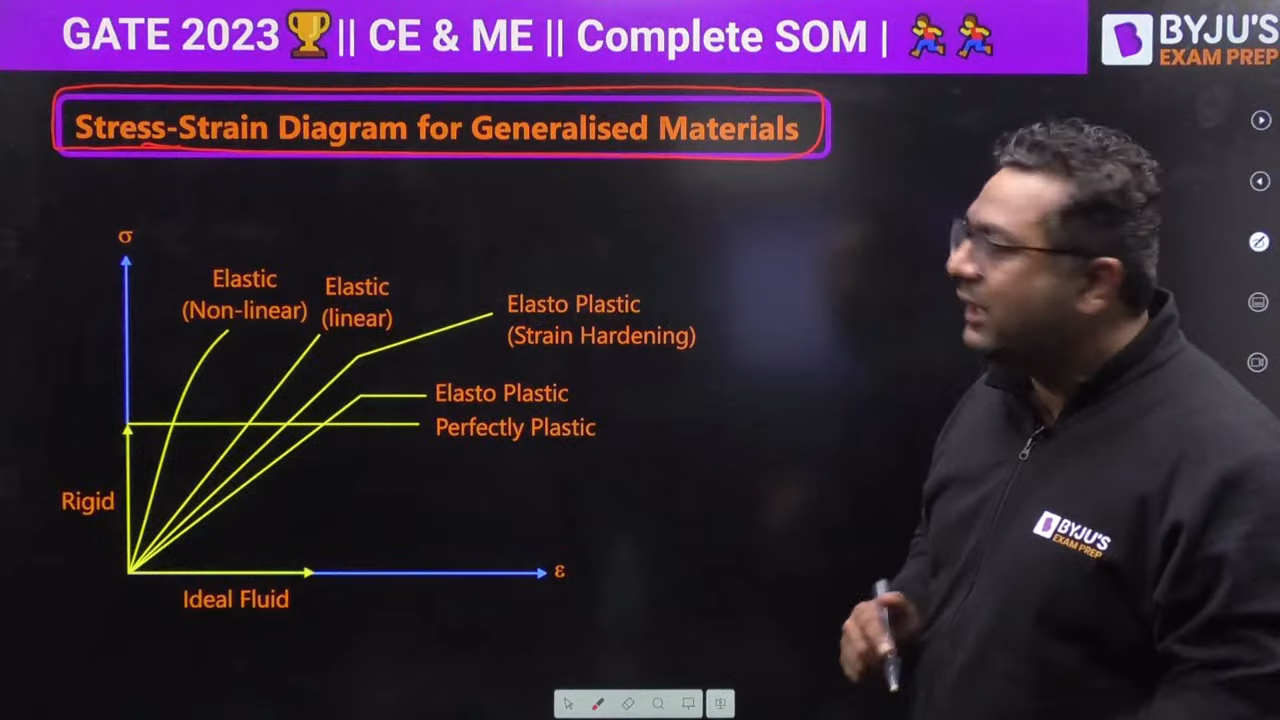 GATE 2023🏆|| CE & ME || Complete SOM | 🏃🏃
BYJU'S
EXAM PREP
Stress-Strain Diagram for Generalised Materials
σ
Elastic
(Non-linear)
Elastic
(linear)
Elasto Plastic
(Strain Hardening)
Elasto Plastic
Perfectly Plastic
Rigid
ε
Ideal Fluid
BYJU'S
EXAM PREP